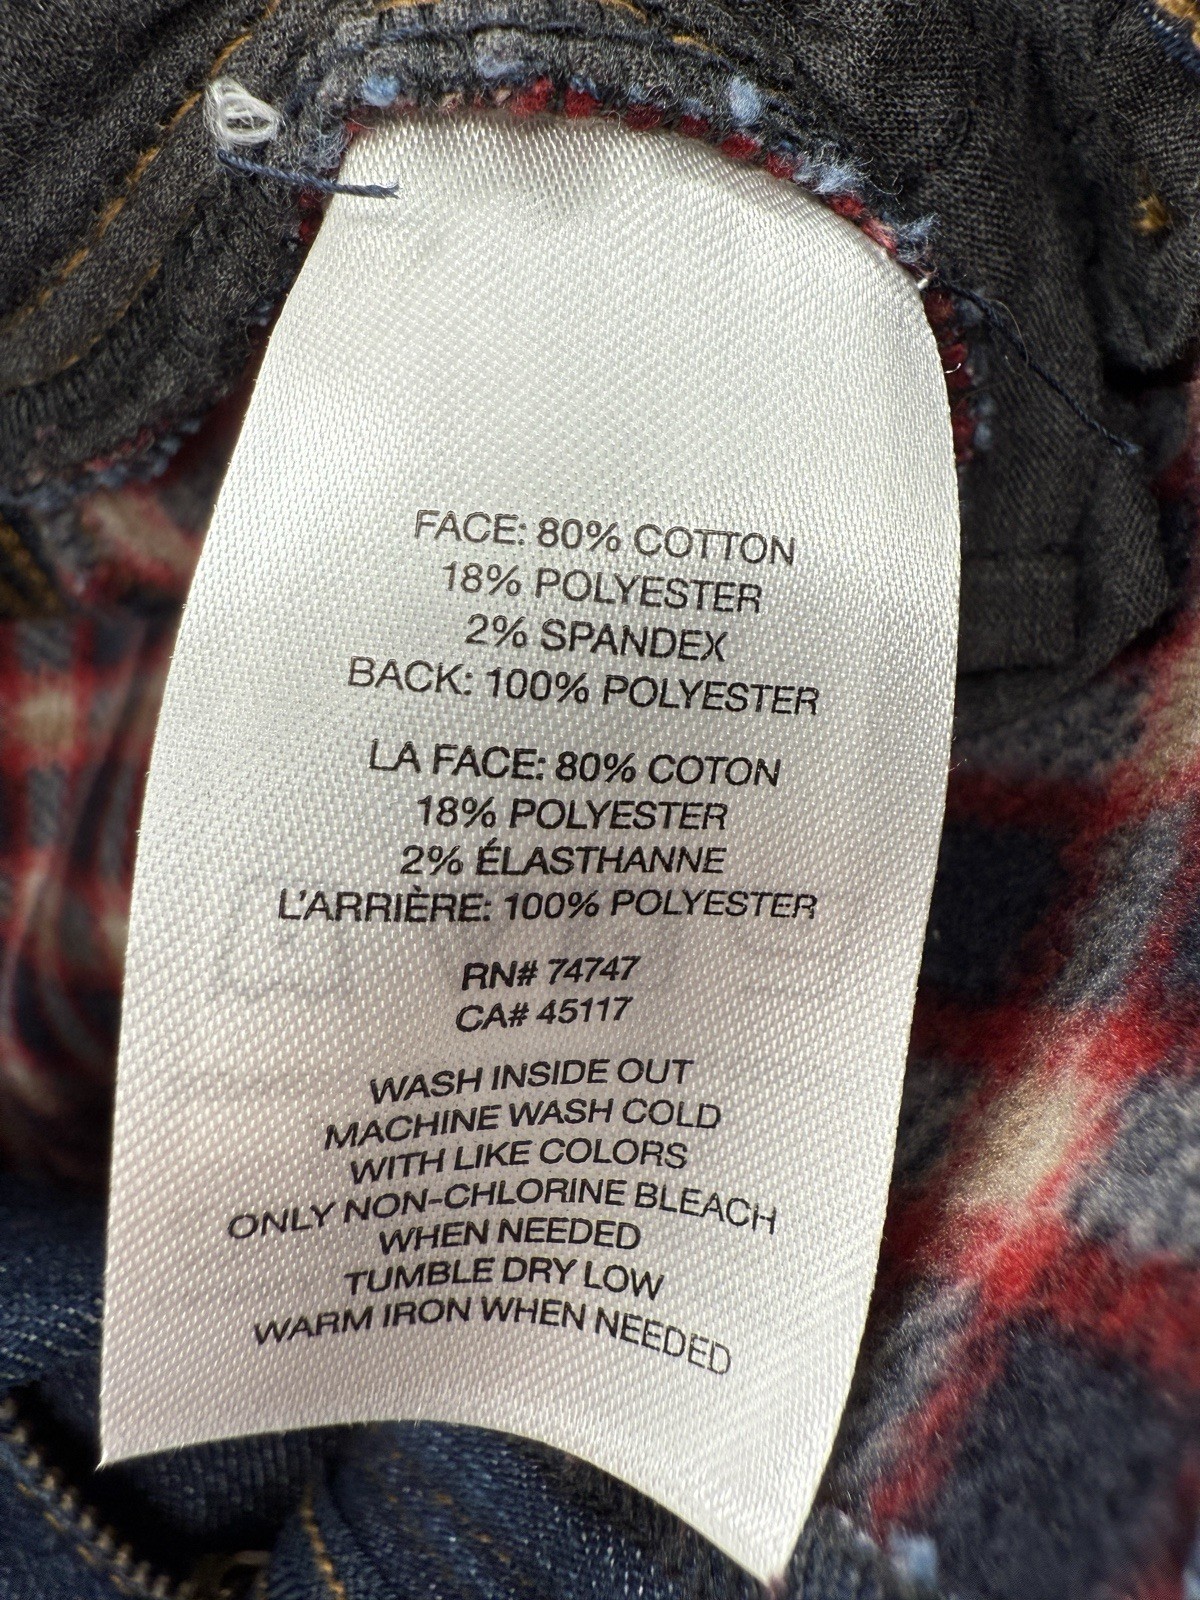 FACE: 80% COTTON
18% POLYESTER
2% SPANDEX
BACK: 100% POLYESTER
LA FACE: 80% COTON
18% POLYESTER
2% ÉLASTHANNE
L'ARRIÈRE: 100% POLYESTER
RN# 74747
CA# 45117
WASH INSIDE OUT
MACHINE WASH COLD
WITH LIKE COLORS
ONLY NON-CHLORINE BLEACH
WHEN NEEDED
TUMBLE DRY LOW
WARM IRON WHEN NEEDED